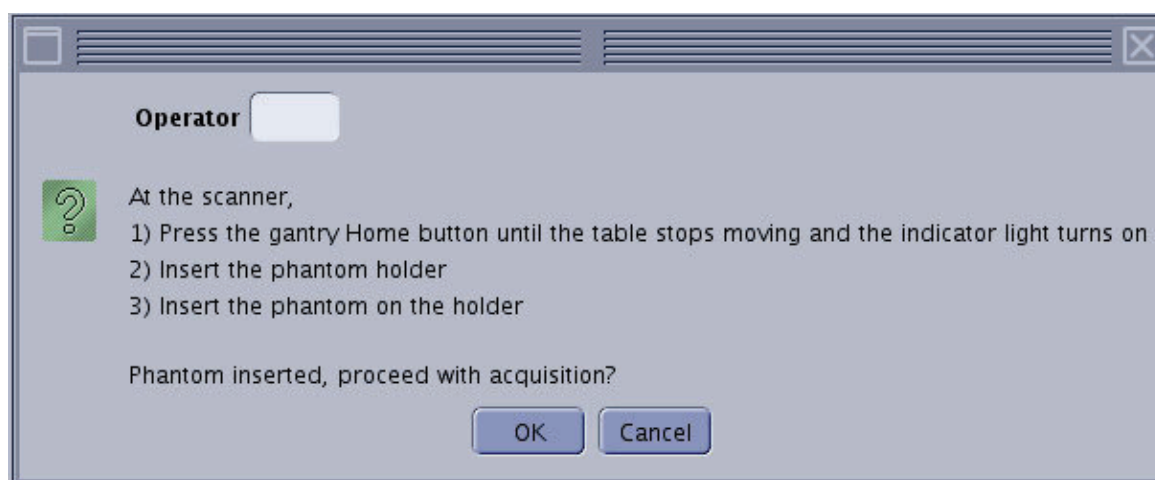 Operator
At the scanner,
1) Press the gantry Home button until the table stops moving and the indicator light turns on
2) Insert the phantom holder
3) Insert the phantom on the holder
Phantom inserted, proceed with acquisition?
OK Cancel